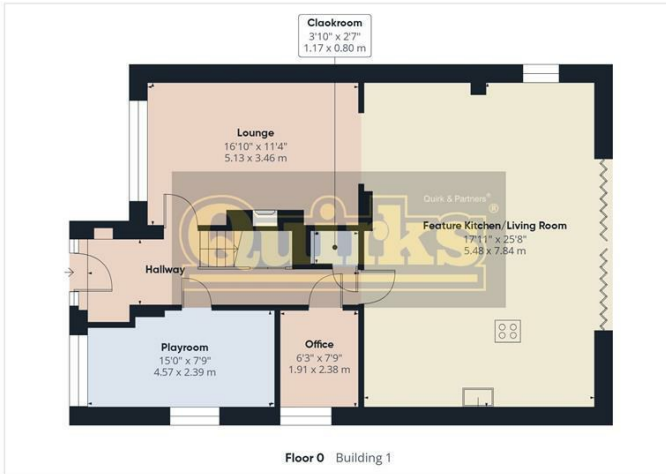 Claokroom
3'10" x 2'7"
1.17 x 0.80 m
Lounge
16'10" x 11'4"
5.13 x 3.46 m
Quirk & Partners®
Quirks
Feature Kitchen/Living Room
17'11" x 25'8"
5.48 x 7.84 m
Hallway
Playroom
15'0" x 7'9"
4.57 x 2.39 m
Office
6'3" x 7'9"
1.91 x 2.38 m
Floor 0 Building 1